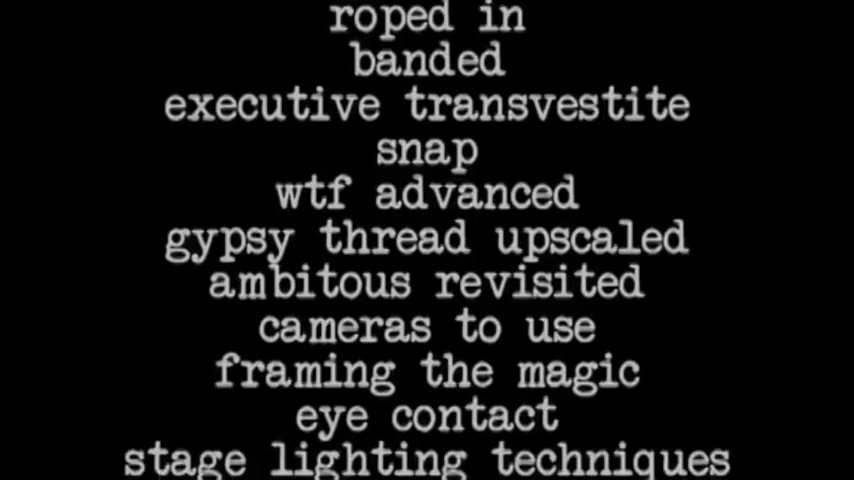 roped in
banded
executive transvestite
snap
wtf advanced
gypsy thread upscaled
ambitous revisited
cameras to use
framing the magic
eye contact
stage lighting techniques